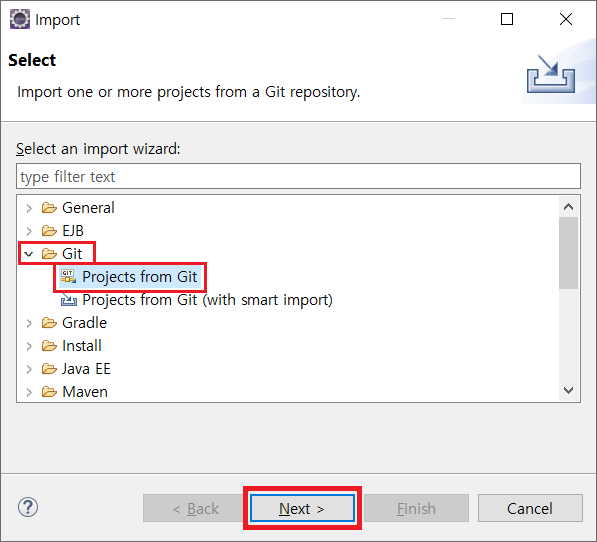 Import
Select
Import one or more projects from a Git repository.
Select an import wizard:
type filter text
General
EJB
Git
GIT Projects from Git
Projects from Git (with smart import)
Gradle
Install
Java EE
Maven
? < Back Next > Finish Cancel